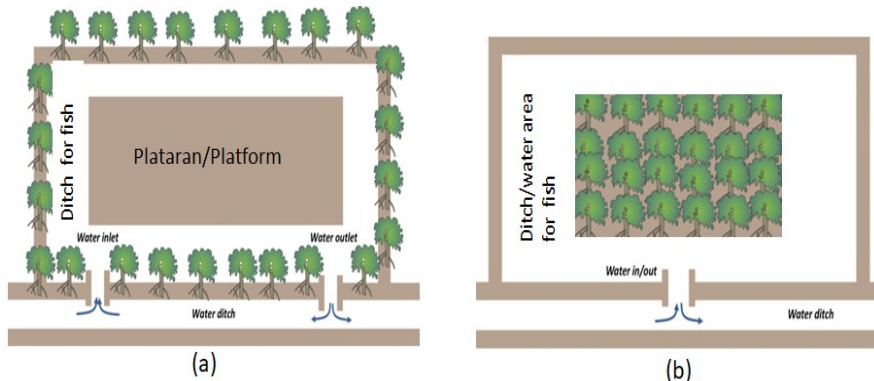 Ditch for fish
Plataran/Platform
Water inlet
Water outlet
Water ditch
(a)
Ditch/water area
for fish
Water in/out
Water ditch
(b)